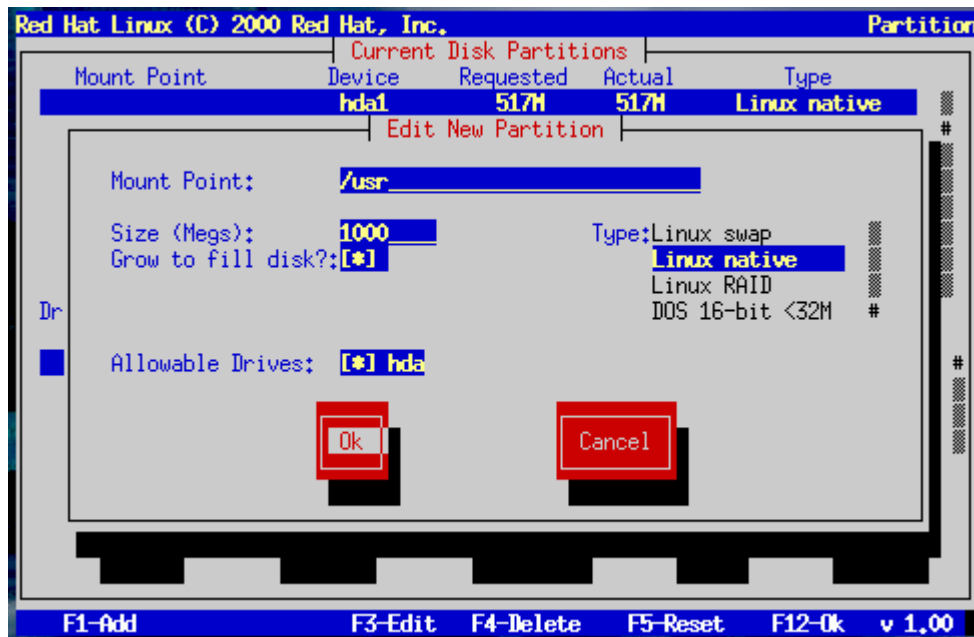 Red Hat Linux (C) 2000 Red Hat, Inc. Partition
Current Disk Partitions
Mount Point Device Requested Actual Type
hda1 517M 517M Linux native
#
Edit New Partition
Mount Point: /usr
Size (Megs): 1000 Type:Linux swap
Grow to fill disk?:[*] Linux native
Linux RAID
Dr DOS 16-bit <32M #
Allowable Drives: [*] hda #
Ok Cancel
F1-Add F3-Edit F4-Delete F5-Reset F12-Ok v 1.00